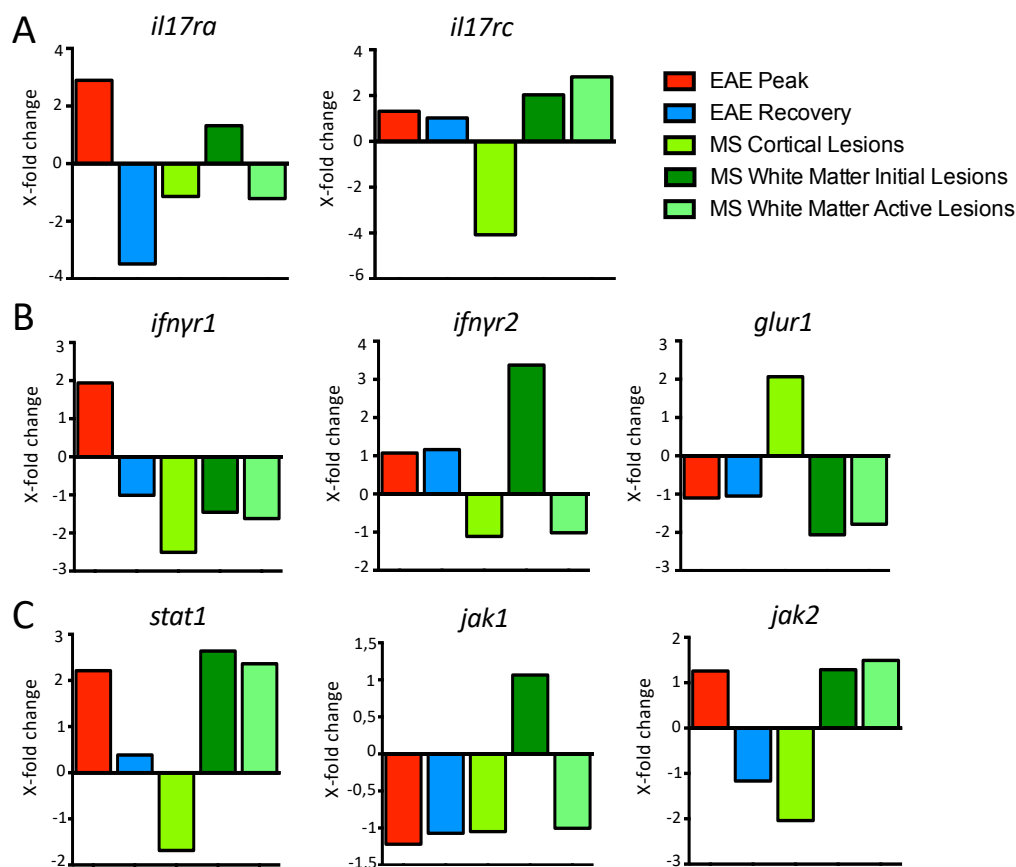 A
il17ra
il17rc
X-fold change
4
2
0
-2
-4
X-fold change
4
2
0
-2
-4
-6
EAE Peak
EAE Recovery
MS Cortical Lesions
MS White Matter Initial Lesions
MS White Matter Active Lesions
B
ifnγr1
ifnγr2
glur1
X-fold change
3
2
1
0
-1
-2
-3
X-fold change
4
3
2
1
0
-1
-2
X-fold change
3
2
1
0
-1
-2
-3
C
stat1
jak1
jak2
X-fold change
3
2
1
0
-2
X-fold change
1,5
1
0,5
0
-0,5
-1
-1,5
X-fold change
2
1
0
-1
-2
-3